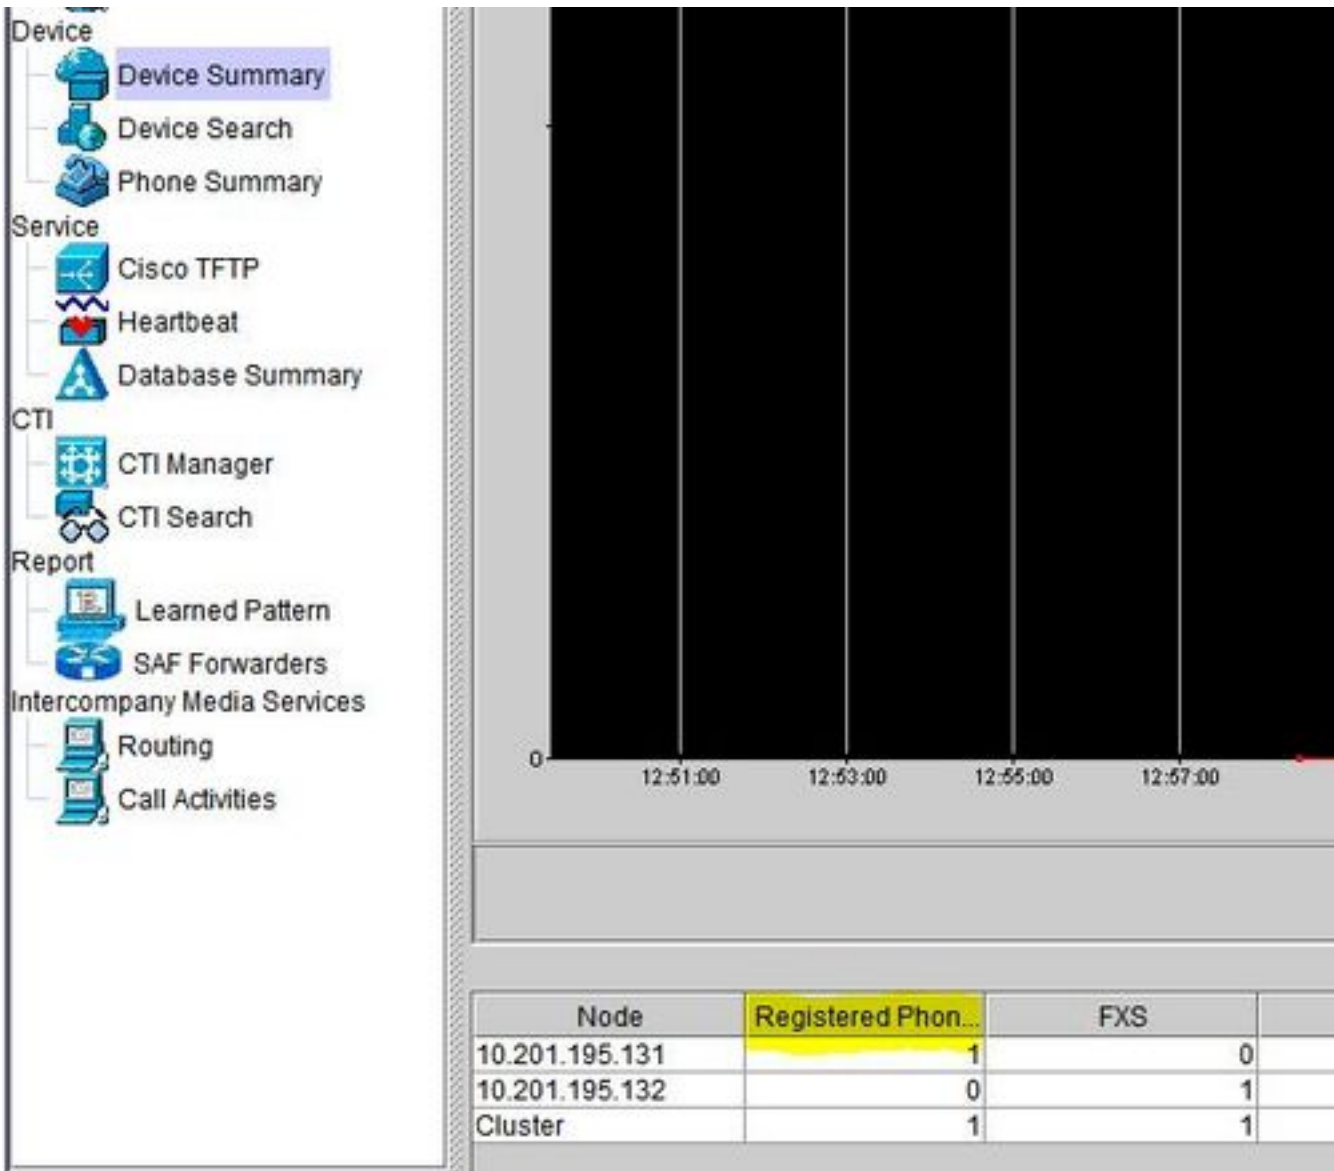 Device
Device Summary
Device Search
Phone Summary
Service
Cisco TFTP
Heartbeat
Database Summary
CTI
CTI Manager
CTI Search
Report
Learned Pattern
SAF Forwarders
Intercompany Media Services
Routing
Call Activities
0
12:51:00 12:53:00 12:55:00 12:57:00
Node Registered Phon... FXS
10.201.195.131 1 0
10.201.195.132 0 1
Cluster 1 1